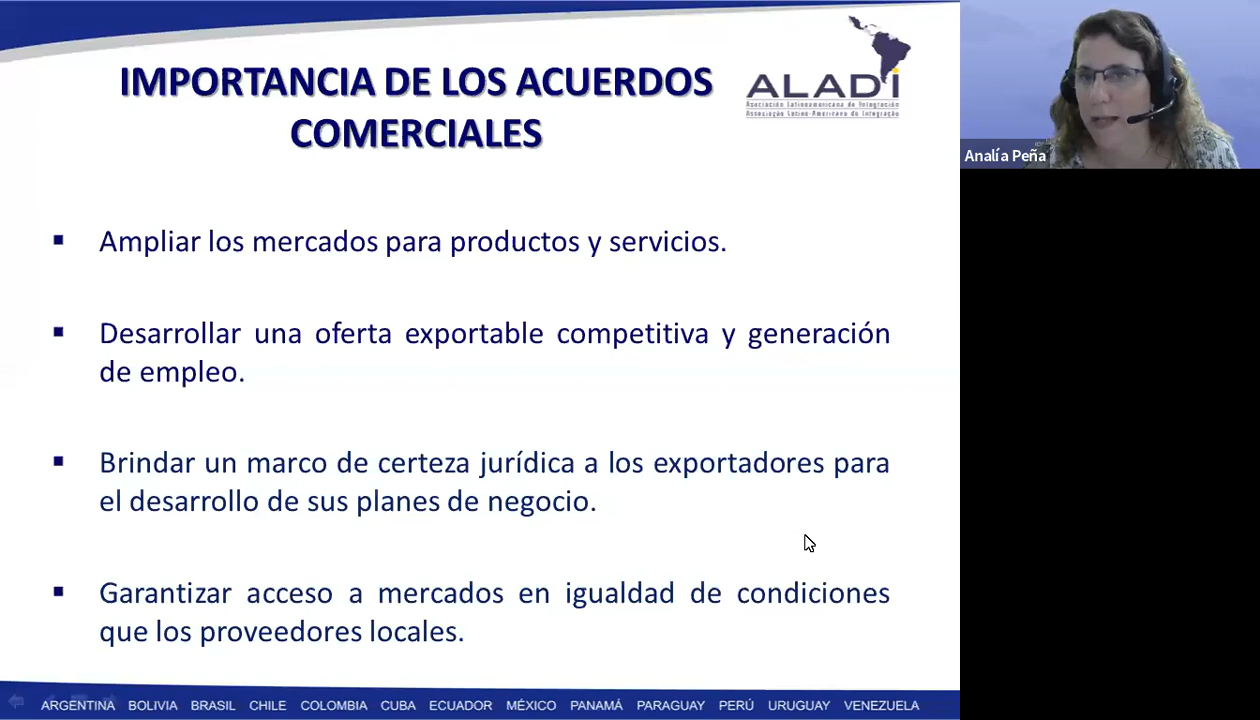 IMPORTANCIA DE LOS ACUERDOS
COMERCIALES
ALADI
Asociación Latinoamericana de Integración
Associação Latino-Americana de Integração
Analía Peña
▪ Ampliar los mercados para productos y servicios.
▪ Desarrollar una oferta exportable competitiva y generación
de empleo.
▪ Brindar un marco de certeza jurídica a los exportadores para
el desarrollo de sus planes de negocio.
▪ Garantizar acceso a mercados en igualdad de condiciones
que los proveedores locales.
ARGENTINA BOLIVIA BRASIL CHILE COLOMBIA CUBA ECUADOR MÉXICO PANAMÁ PARAGUAY PERÚ URUGUAY VENEZUELA